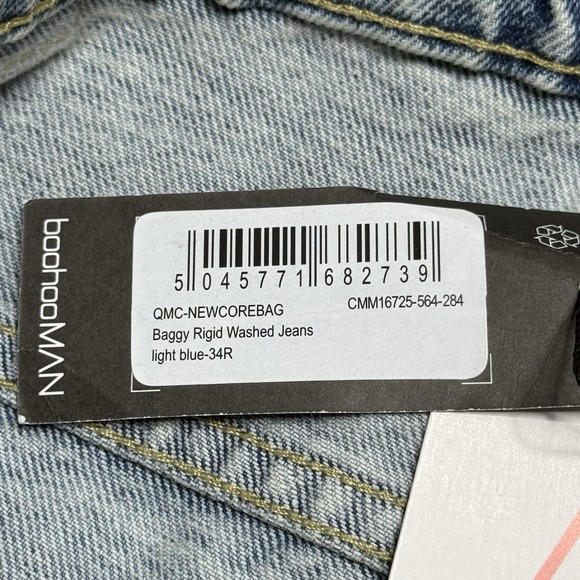 boohooMAN
5 045771 682739
QMC-NEWCOREBAG CMM16725-564-284
Baggy Rigid Washed Jeans
light blue-34R